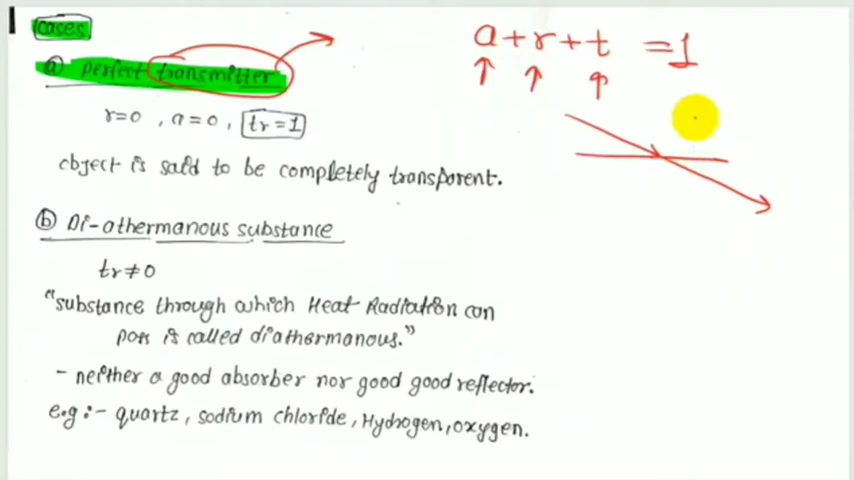 cases
a + r + t = 1
ⓐ perfect transmitter
r=0 , a=0 , tr=1
object is said to be completely transparent.
ⓑ Di-athermanous substance
tr≠0
"substance through which Heat Radiation can
pass is called diathermanous."
- neither a good absorber nor good good reflector.
e.g :- quartz, sodium chloride, Hydrogen, oxygen.